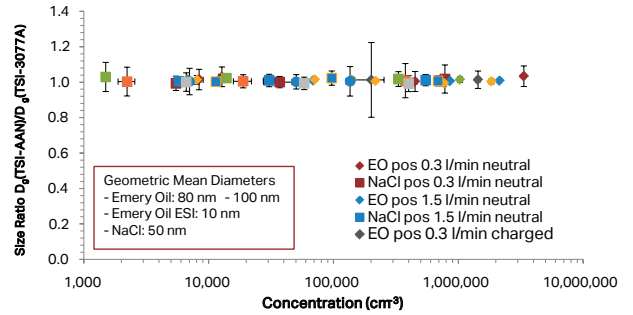 1.4
1.2
1.0
0.8
0.6
0.4
0.2
0.0
Size Ratio Dg(TSI-AAN)/D g(TSI-3077A)
Geometric Mean Diameters
- Emery Oil: 80 nm - 100 nm
- Emery Oil ESI: 10 nm
- NaCl: 50 nm
EO pos 0.3 l/min neutral
NaCl pos 0.3 l/min neutral
EO pos 1.5 l/min neutral
NaCl pos 1.5 l/min neutral
EO pos 0.3 l/min charged
1,000
10,000
100,000
1,000,000
10,000,000
Concentration (cm³)